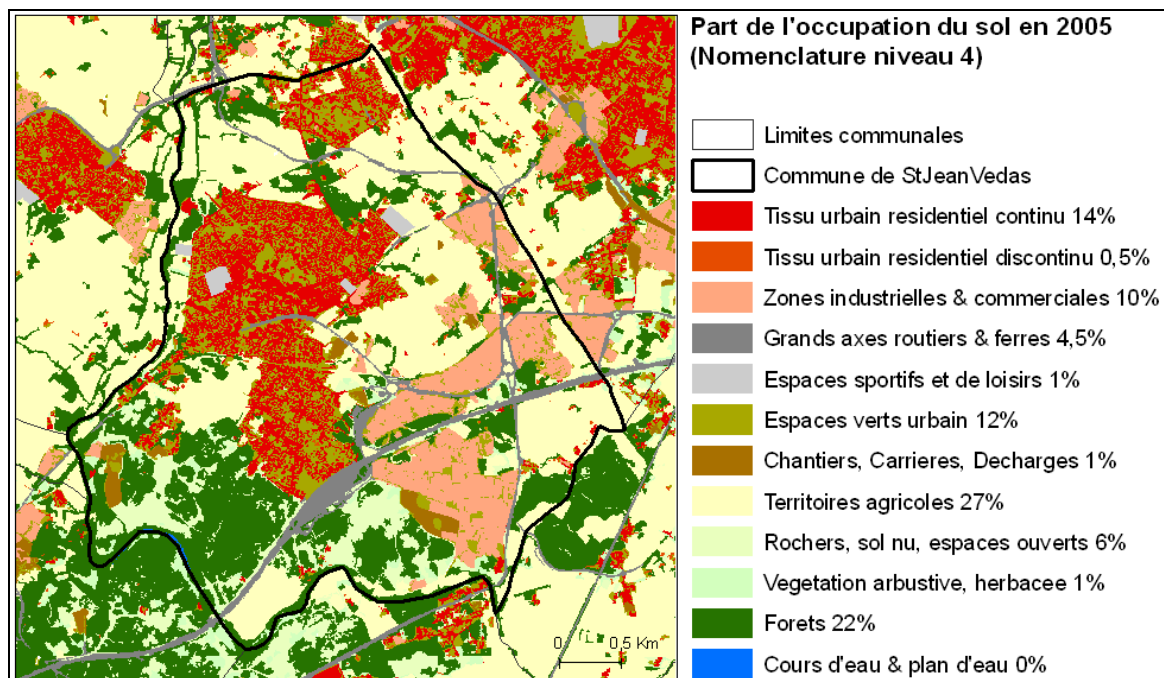 Part de l'occupation du sol en 2005
(Nomenclature niveau 4)
Limites communales
Commune de StJeanVedas
Tissu urbain residentiel continu 14%
Tissu urbain residentiel discontinu 0,5%
Zones industrielles & commerciales 10%
Grands axes routiers & ferres 4,5%
Espaces sportifs et de loisirs 1%
Espaces verts urbain 12%
Chantiers, Carrieres, Decharges 1%
Territoires agricoles 27%
Rochers, sol nu, espaces ouverts 6%
Vegetation arbustive, herbacee 1%
Forets 22%
Cours d'eau & plan d'eau 0%
0 0,5 Km